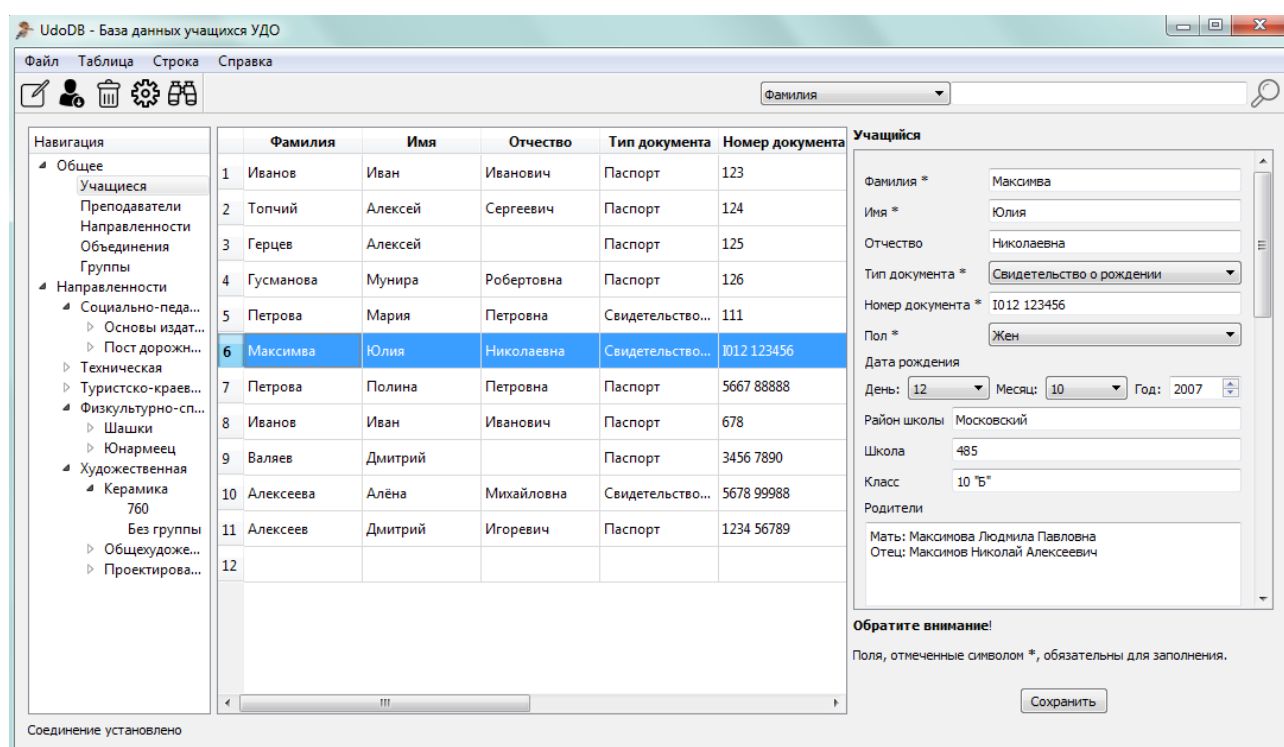 UdoDB - База данных учащихся УДО
Файл Таблица Строка Справка
Фамилия
Навигация
Общее
Учащиеся
Преподаватели
Направленности
Объединения
Группы
Направленности
Социально-педа...
Основы издат...
Пост дорожн...
Техническая
Туристско-краев...
Физкультурно-сп...
Шашки
Юнармеец
Художественная
Керамика
760
Без группы
Общехудоже...
Проектирова...
Фамилия Имя Отчество Тип документа Номер документа
1 Иванов Иван Иванович Паспорт 123
2 Топчий Алексей Сергеевич Паспорт 124
3 Герцев Алексей Паспорт 125
4 Гусманова Мунира Робертовна Паспорт 126
5 Петрова Мария Петровна Свидетельство... 111
6 Максимва Юлия Николаевна Свидетельство... I012 123456
7 Петрова Полина Петровна Паспорт 5667 88888
8 Иванов Иван Иванович Паспорт 678
9 Валяев Дмитрий Паспорт 3456 7890
10 Алексеева Алёна Михайловна Свидетельство... 5678 99988
11 Алексеев Дмитрий Игоревич Паспорт 1234 56789
12
Учащийся
Фамилия * Максимва
Имя * Юлия
Отчество Николаевна
Тип документа * Свидетельство о рождении
Номер документа * I012 123456
Пол * Жен
Дата рождения
День: 12 Месяц: 10 Год: 2007
Район школы Московский
Школа 485
Класс 10 "Б"
Родители
Мать: Максимова Людмила Павловна
Отец: Максимов Николай Алексеевич
Обратите внимание!
Поля, отмеченные символом *, обязательны для заполнения.
Сохранить
Соединение установлено